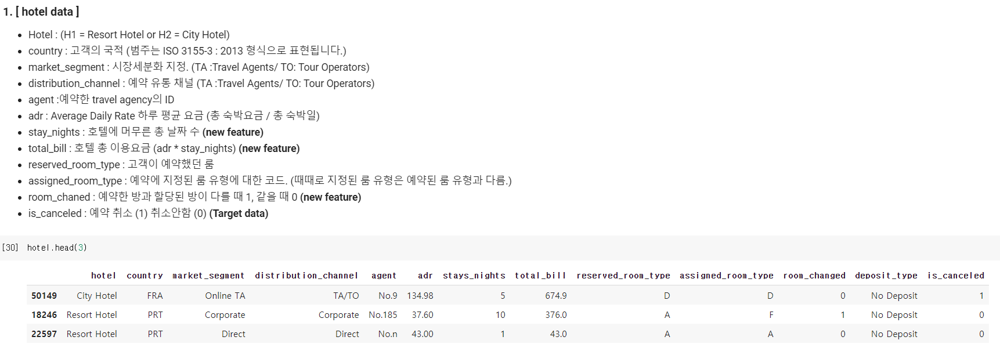 1. [ hotel data ]
• Hotel : (H1 = Resort Hotel or H2 = City Hotel)
• country : 고객의 국적 (범주는 ISO 3155-3 : 2013 형식으로 표현됩니다.)
• market_segment : 시장세분화 지정. (TA :Travel Agents/ TO: Tour Operators)
• distribution_channel : 예약 유통 채널 (TA :Travel Agents/ TO: Tour Operators)
• agent :예약한 travel agency의 ID
• adr : Average Daily Rate 하루 평균 요금 (총 숙박요금 / 총 숙박일)
• stay_nights : 호텔에 머무른 총 날짜 수 (new feature)
• total_bill : 호텔 총 이용요금 (adr * stay_nights) (new feature)
• reserved_room_type : 고객이 예약했던 룸
• assigned_room_type : 예약에 지정된 룸 유형에 대한 코드. (때때로 지정된 룸 유형은 예약된 룸 유형과 다름.)
• room_chaned : 예약한 방과 할당된 방이 다를 때 1, 같을 때 0 (new feature)
• is_canceled : 예약 취소 (1) 취소안함 (0) (Target data)
[30] hotel.head(3)
hotel country market_segment distribution_channel agent adr stays_nights total_bill reserved_room_type assigned_room_type room_changed deposit_type is_canceled
50149 City Hotel FRA Online TA TA/TO No.9 134.98 5 674.9 D D 0 No Deposit 1
18246 Resort Hotel PRT Corporate Corporate No.185 37.60 10 376.0 A F 1 No Deposit 0
22597 Resort Hotel PRT Direct Direct No.n 43.00 1 43.0 A A 0 No Deposit 0